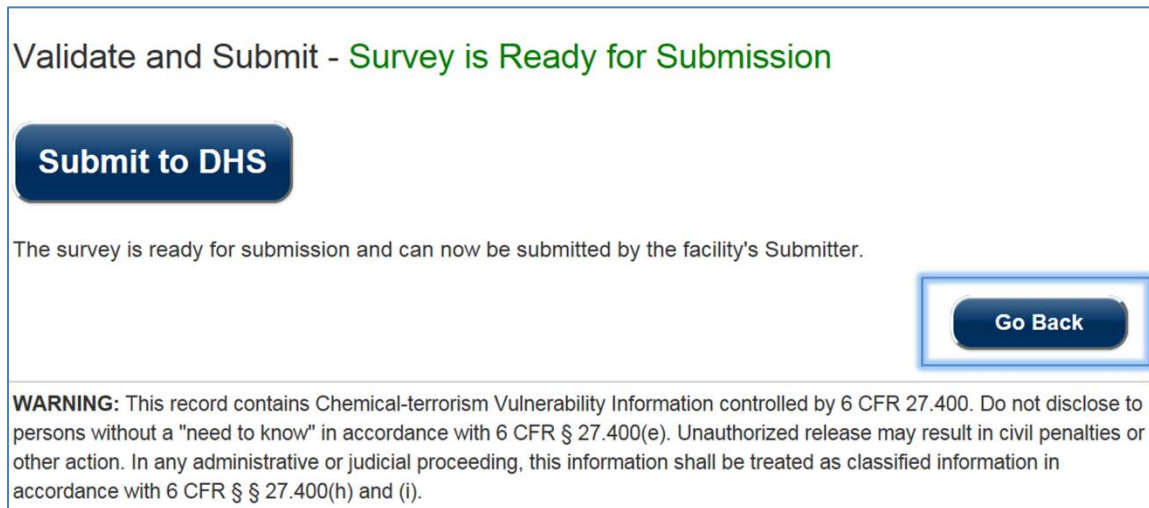 Validate and Submit - Survey is Ready for Submission
Submit to DHS
The survey is ready for submission and can now be submitted by the facility's Submitter.
Go Back
WARNING: This record contains Chemical-terrorism Vulnerability Information controlled by 6 CFR 27.400. Do not disclose to
persons without a "need to know" in accordance with 6 CFR § 27.400(e). Unauthorized release may result in civil penalties or
other action. In any administrative or judicial proceeding, this information shall be treated as classified information in
accordance with 6 CFR § § 27.400(h) and (i).